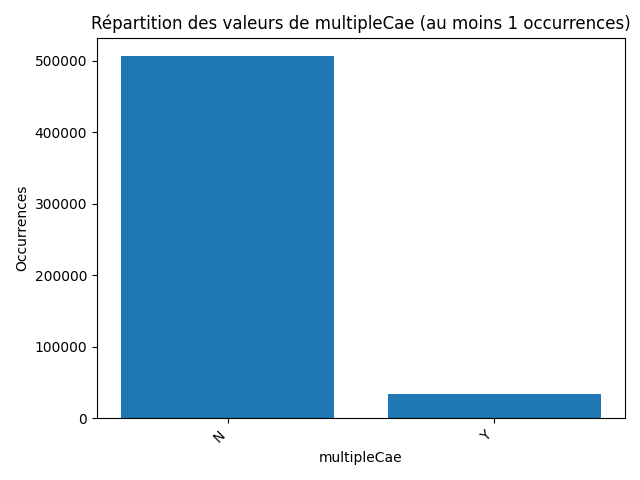 Répartition des valeurs de multipleCae (au moins 1 occurrences)
Occurrences
500000
400000
300000
200000
100000
0
N
Y
multipleCae